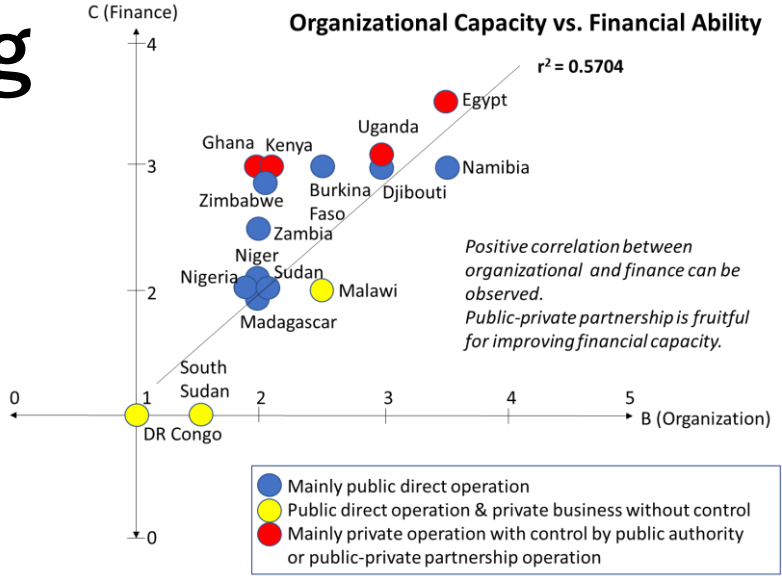 g
C (Finance)
Organizational Capacity vs. Financial Ability
4
r² = 0.5704
Egypt
Uganda
Ghana Kenya
3
Namibia
Burkina
Faso
Djibouti
Zimbabwe
Zambia
Niger
Nigeria
Sudan
2
Malawi
Madagascar
Positive correlation between
organizational and finance can be
observed.
Public-private partnership is fruitful
for improving financial capacity.
South
Sudan
0 1 2 3 4 5
B (Organization)
DR Congo
0
Mainly public direct operation
Public direct operation & private business without control
Mainly private operation with control by public authority
or public-private partnership operation